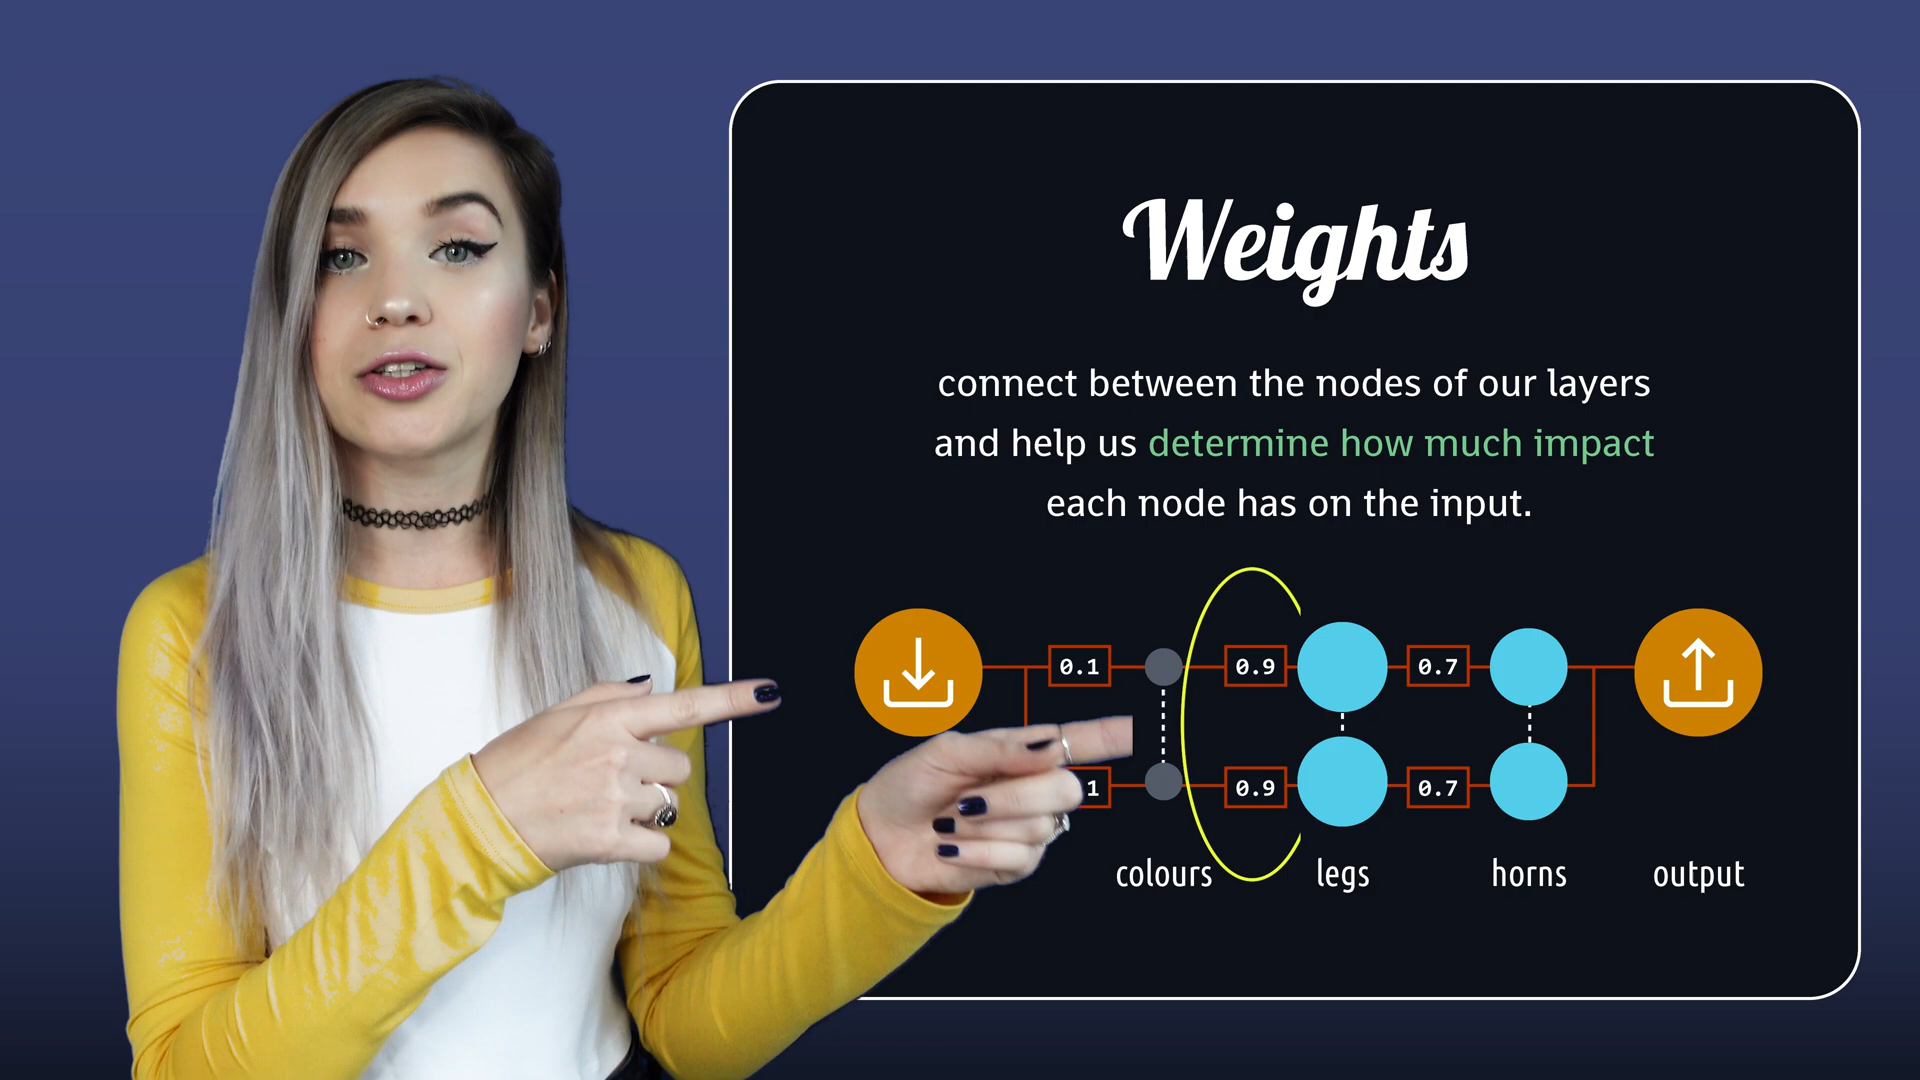 Weights
connect between the nodes of our layers
and help us determine how much impact
each node has on the input.
0.1 0.9 0.7
1 0.9 0.7
colours legs horns output